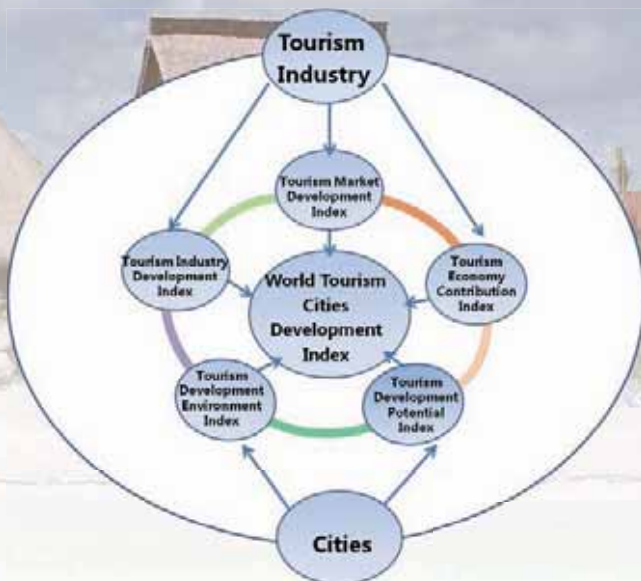 Tourism
Industry
Tourism Market
Development
Index
Tourism Industry
Development
Index
Tourism
Economy
Contribution
Index
World Tourism
Cities
Development
Index
Tourism
Development
Environment
Index
Tourism
Development
Potential
Index
Cities